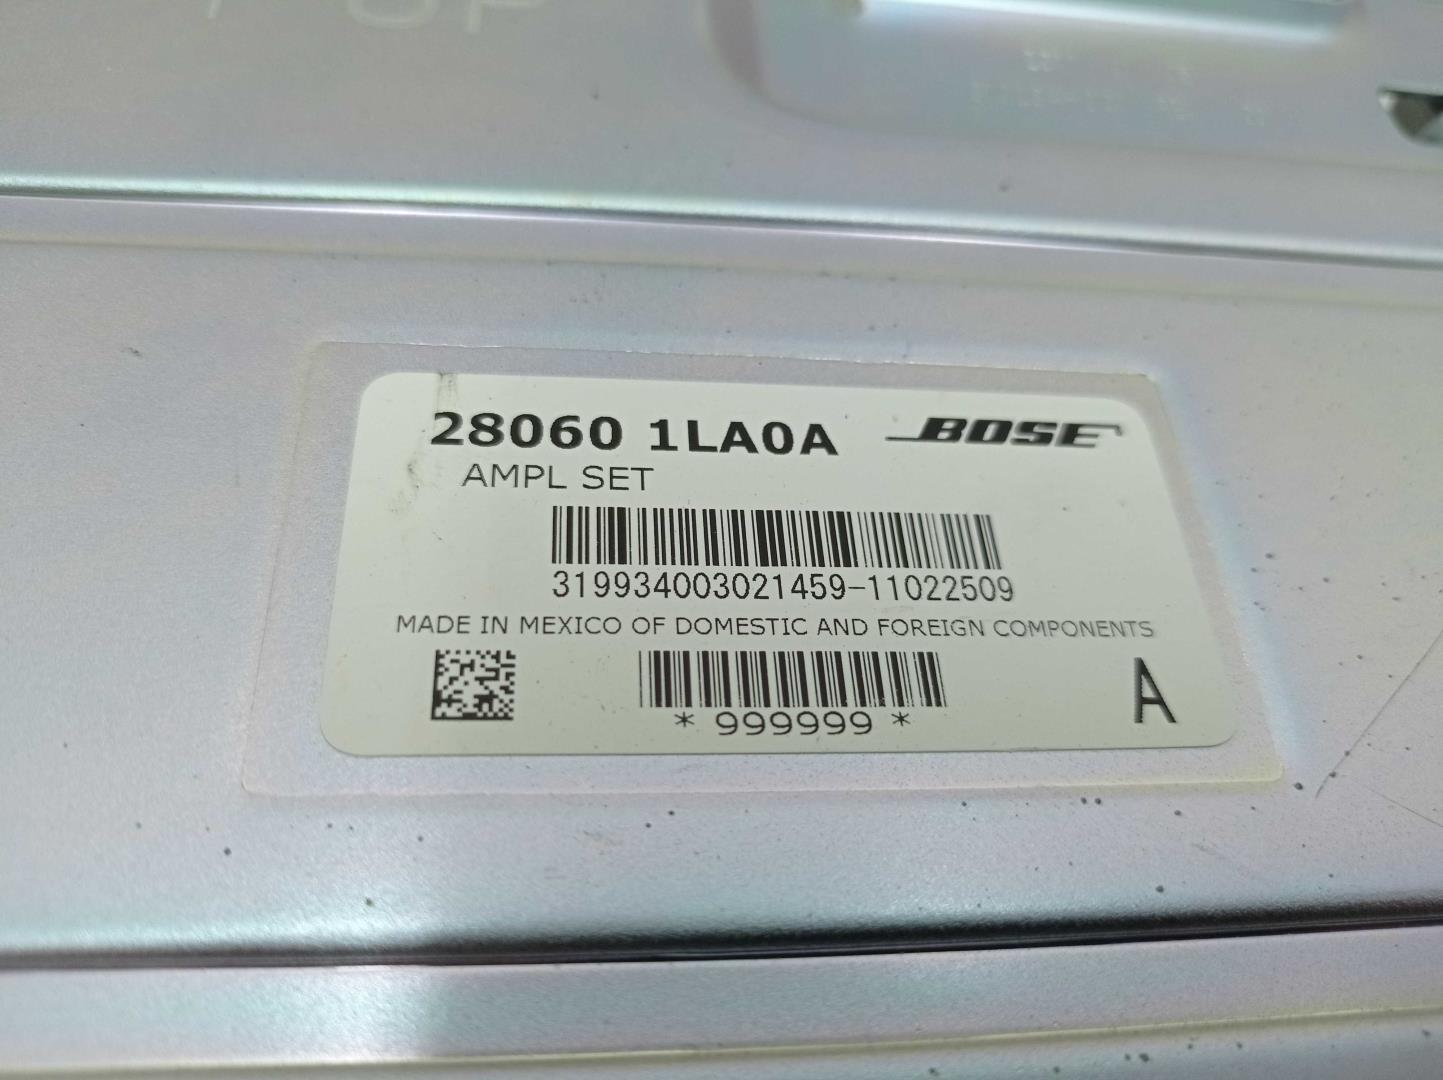 28060 1LA0A BOSE
AMPL SET
319934003021459-11022509
MADE IN MEXICO OF DOMESTIC AND FOREIGN COMPONENTS
* 999999 *
A